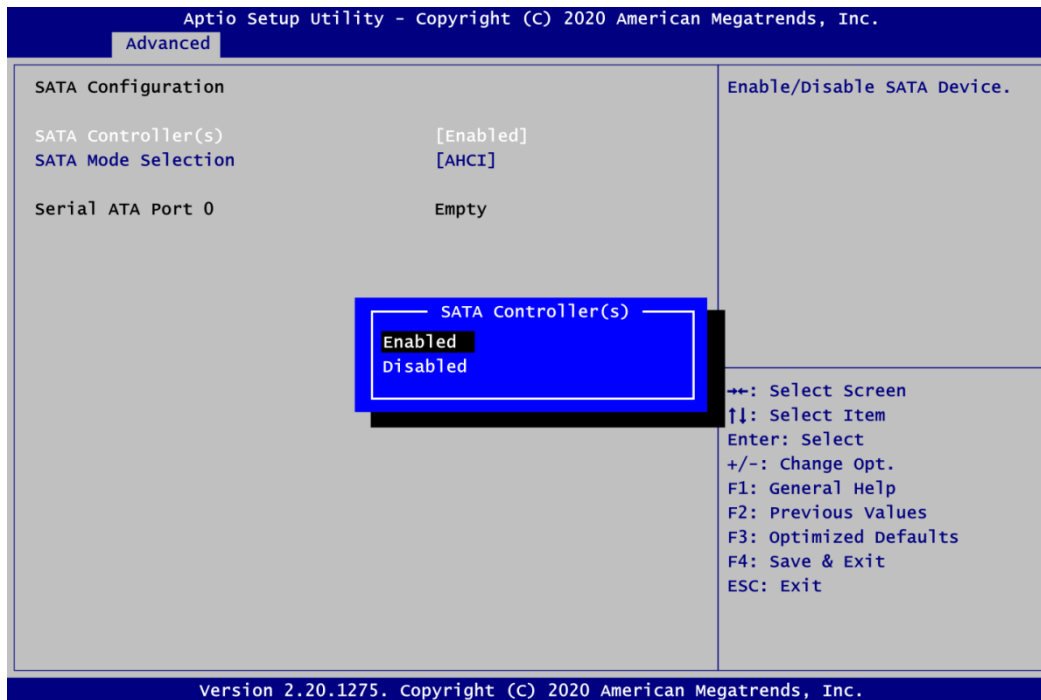 Aptio Setup Utility - Copyright (C) 2020 American Megatrends, Inc.
Advanced
SATA Configuration
SATA Controller(s) [Enabled]
SATA Mode Selection [AHCI]
Serial ATA Port 0 Empty
Enable/Disable SATA Device.
SATA Controller(s)
Enabled
Disabled
→←: Select Screen
↑↓: Select Item
Enter: Select
+/-: Change Opt.
F1: General Help
F2: Previous Values
F3: Optimized Defaults
F4: Save & Exit
ESC: Exit
Version 2.20.1275. Copyright (C) 2020 American Megatrends, Inc.